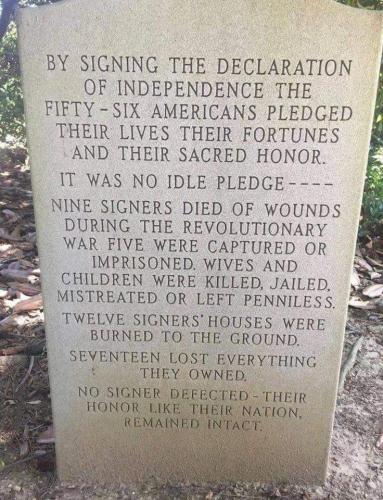 BY SIGNING THE DECLARATION
OF INDEPENDENCE THE
FIFTY-SIX AMERICANS PLEDGED
THEIR LIVES THEIR FORTUNES
AND THEIR SACRED HONOR.
IT WAS NO IDLE PLEDGE----
NINE SIGNERS DIED OF WOUNDS
DURING THE REVOLUTIONARY
WAR FIVE WERE CAPTURED OR
IMPRISONED. WIVES AND
CHILDREN WERE KILLED, JAILED,
MISTREATED OR LEFT PENNILESS.
TWELVE SIGNERS' HOUSES WERE
BURNED TO THE GROUND.
SEVENTEEN LOST EVERYTHING
THEY OWNED.
NO SIGNER DEFECTED-THEIR
HONOR LIKE THEIR NATION,
REMAINED INTACT.